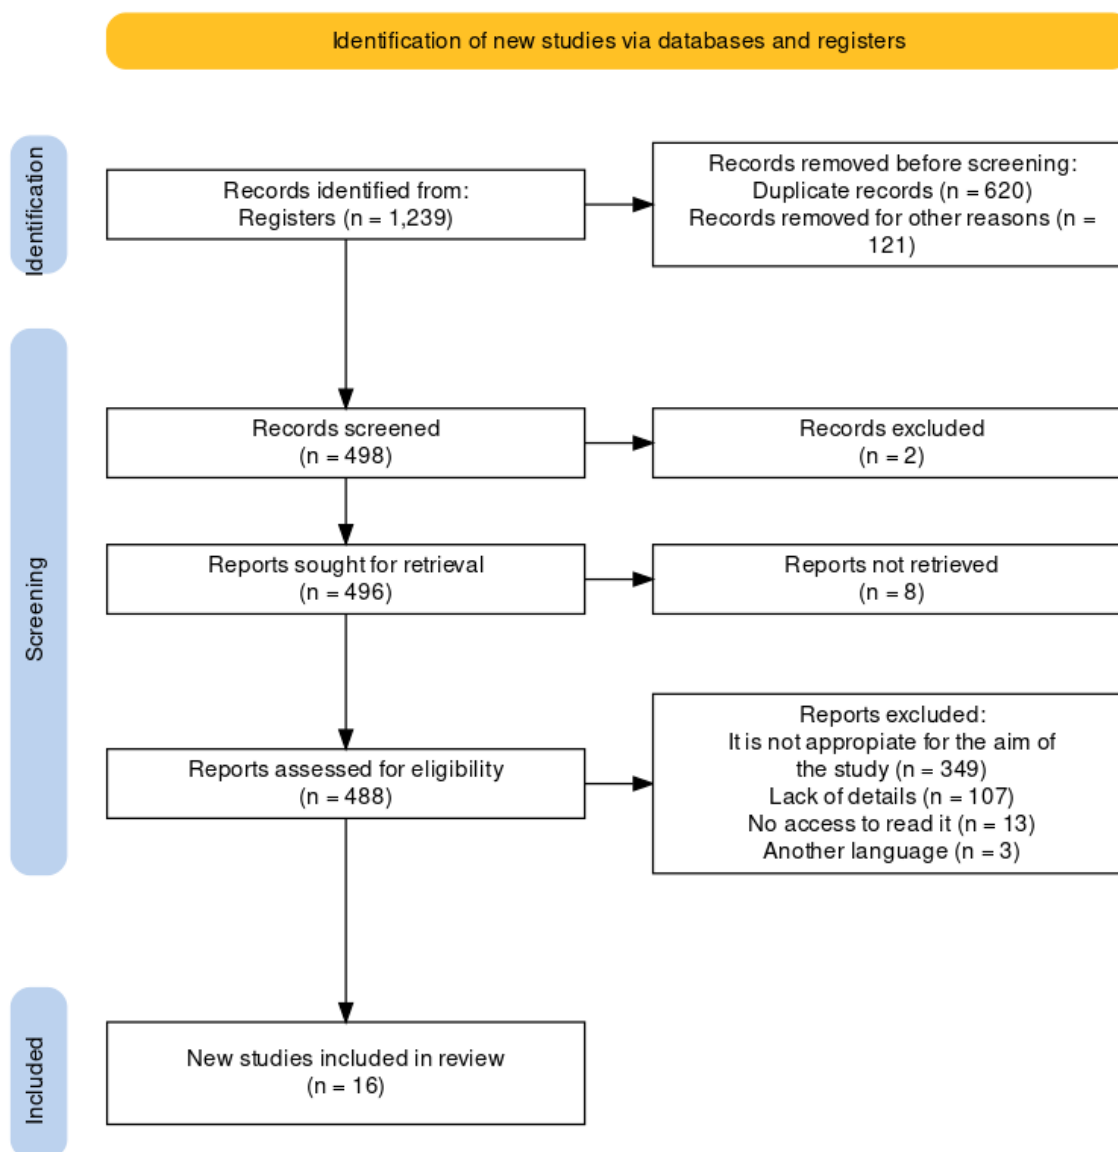 Identification of new studies via databases and registers
Identification
Records identified from:
Registers (n = 1,239)
Records removed before screening:
Duplicate records (n = 620)
Records removed for other reasons (n =
121)
Screening
Records screened
(n = 498)
Records excluded
(n = 2)
Reports sought for retrieval
(n = 496)
Reports not retrieved
(n = 8)
Reports assessed for eligibility
(n = 488)
Reports excluded:
It is not appropiate for the aim of
the study (n = 349)
Lack of details (n = 107)
No access to read it (n = 13)
Another language (n = 3)
Included
New studies included in review
(n = 16)